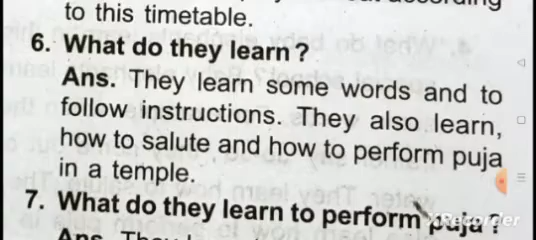 to this timetable.
6. What do they learn?
Ans. They learn some words and to
follow instructions. They also learn,
how to salute and how to perform puja
in a temple.
7. What do they learn to perform puja?
Ans. They